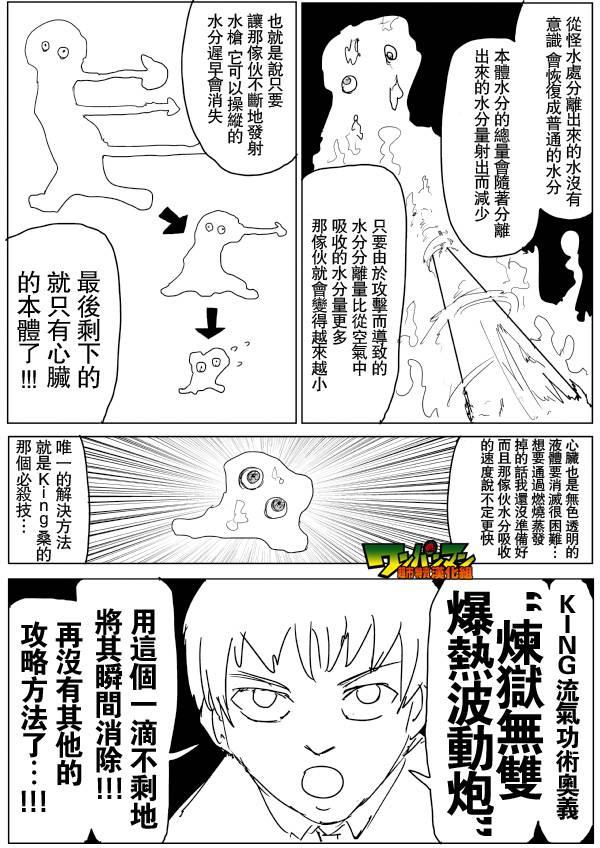 從怪水處分離出來的水沒有
意識 會恢復成普通的水分
本體水分的總量會隨著分離
出來的水分量射出而減少
只要由於攻擊而導致的
水分分離量比從空氣中
吸收的水分量更多
那傢伙就會變得越來越小
也就是說只要
讓那傢伙不斷地發射
水槍 它可以操縱的
水分遲早會消失
最後剩下的
就只有心臟
的本體了!!!
心臟也是無色透明的
液體要消滅很困難…
想要通過燃燒蒸發
掉的話我還沒準備好
而且那傢伙水分吸收
的速度說不定更快
唯一的解決方法
就是King桑的
那個必殺技…
ワンパンマン
漢化組
KING流氣功術奧義
“煉獄無雙
爆熱波動炮”
用這個一滴不剩地
將其瞬間消除!!!
再沒有其他的
攻略方法了…!!!